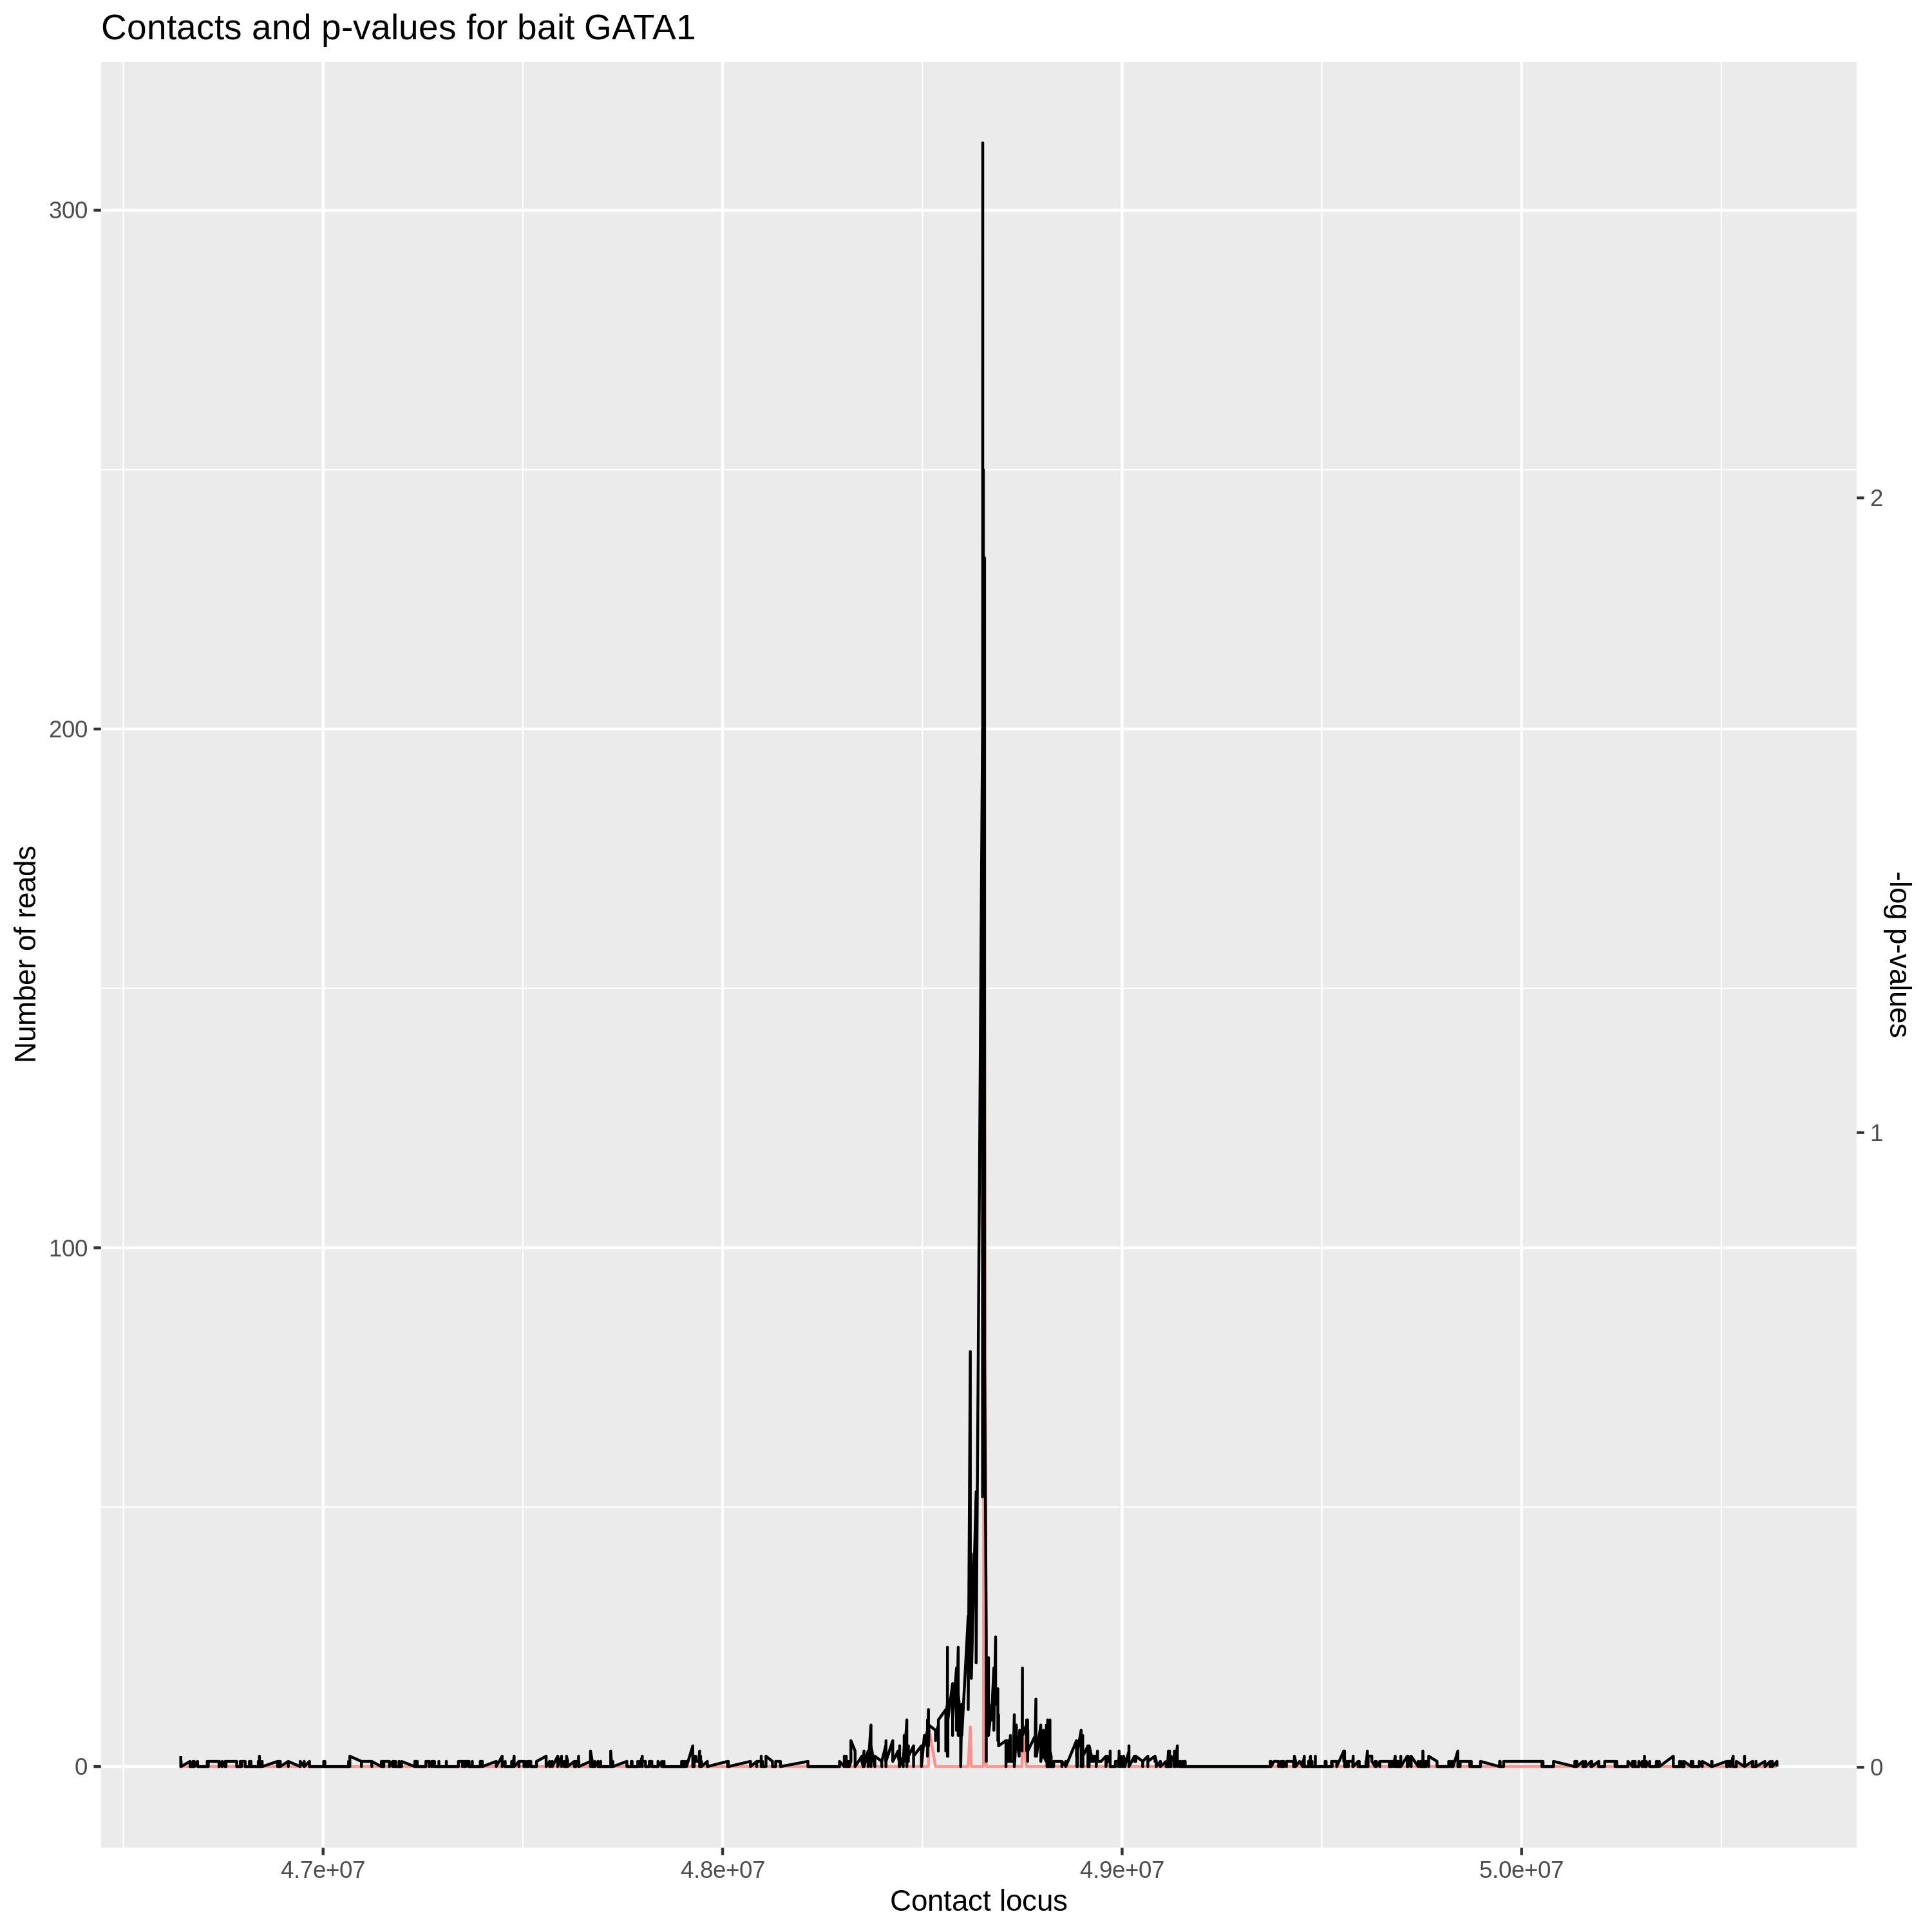 Contacts and p-values for bait GATA1
300
200
100
0
2
1
0
Number of reads
-log p-values
4.7e+07
4.8e+07
4.9e+07
5.0e+07
Contact locus